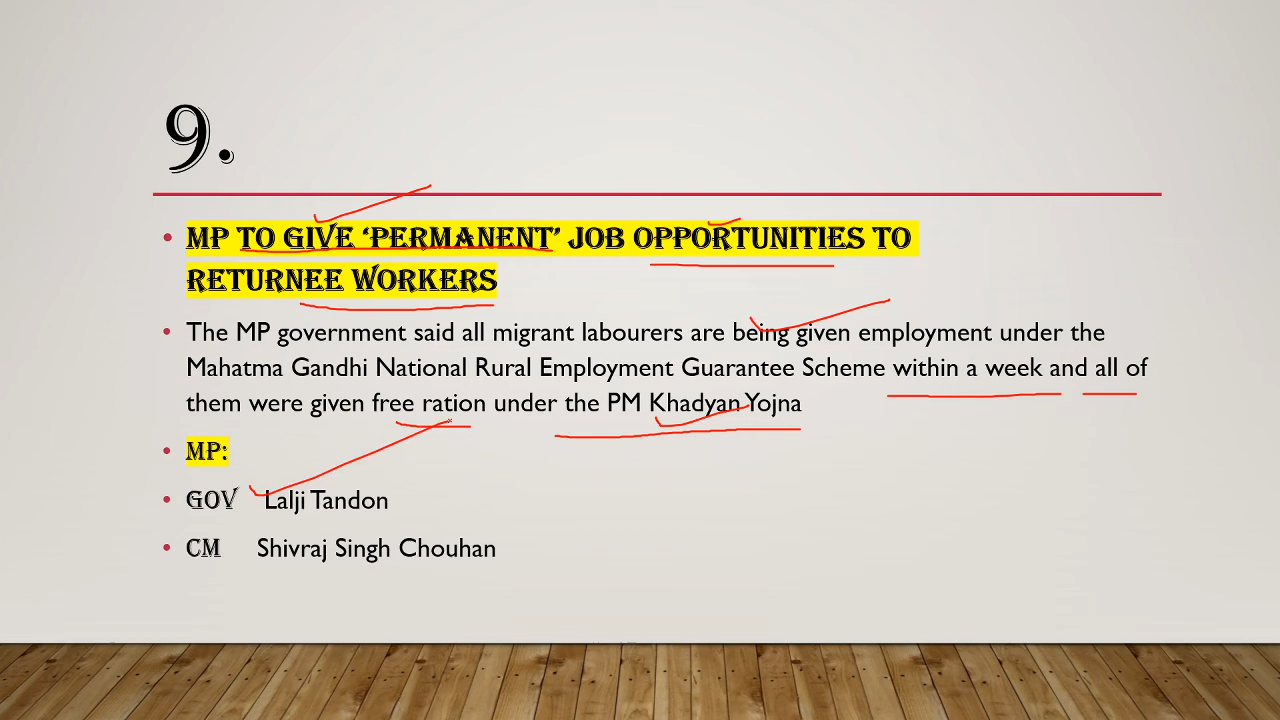 9.
MP TO GIVE ‘PERMANENT’ JOB OPPORTUNITIES TO
RETURNEE WORKERS
The MP government said all migrant labourers are being given employment under the
Mahatma Gandhi National Rural Employment Guarantee Scheme within a week and all of
them were given free ration under the PM Khadyan Yojna
MP:
GOV Lalji Tandon
CM Shivraj Singh Chouhan